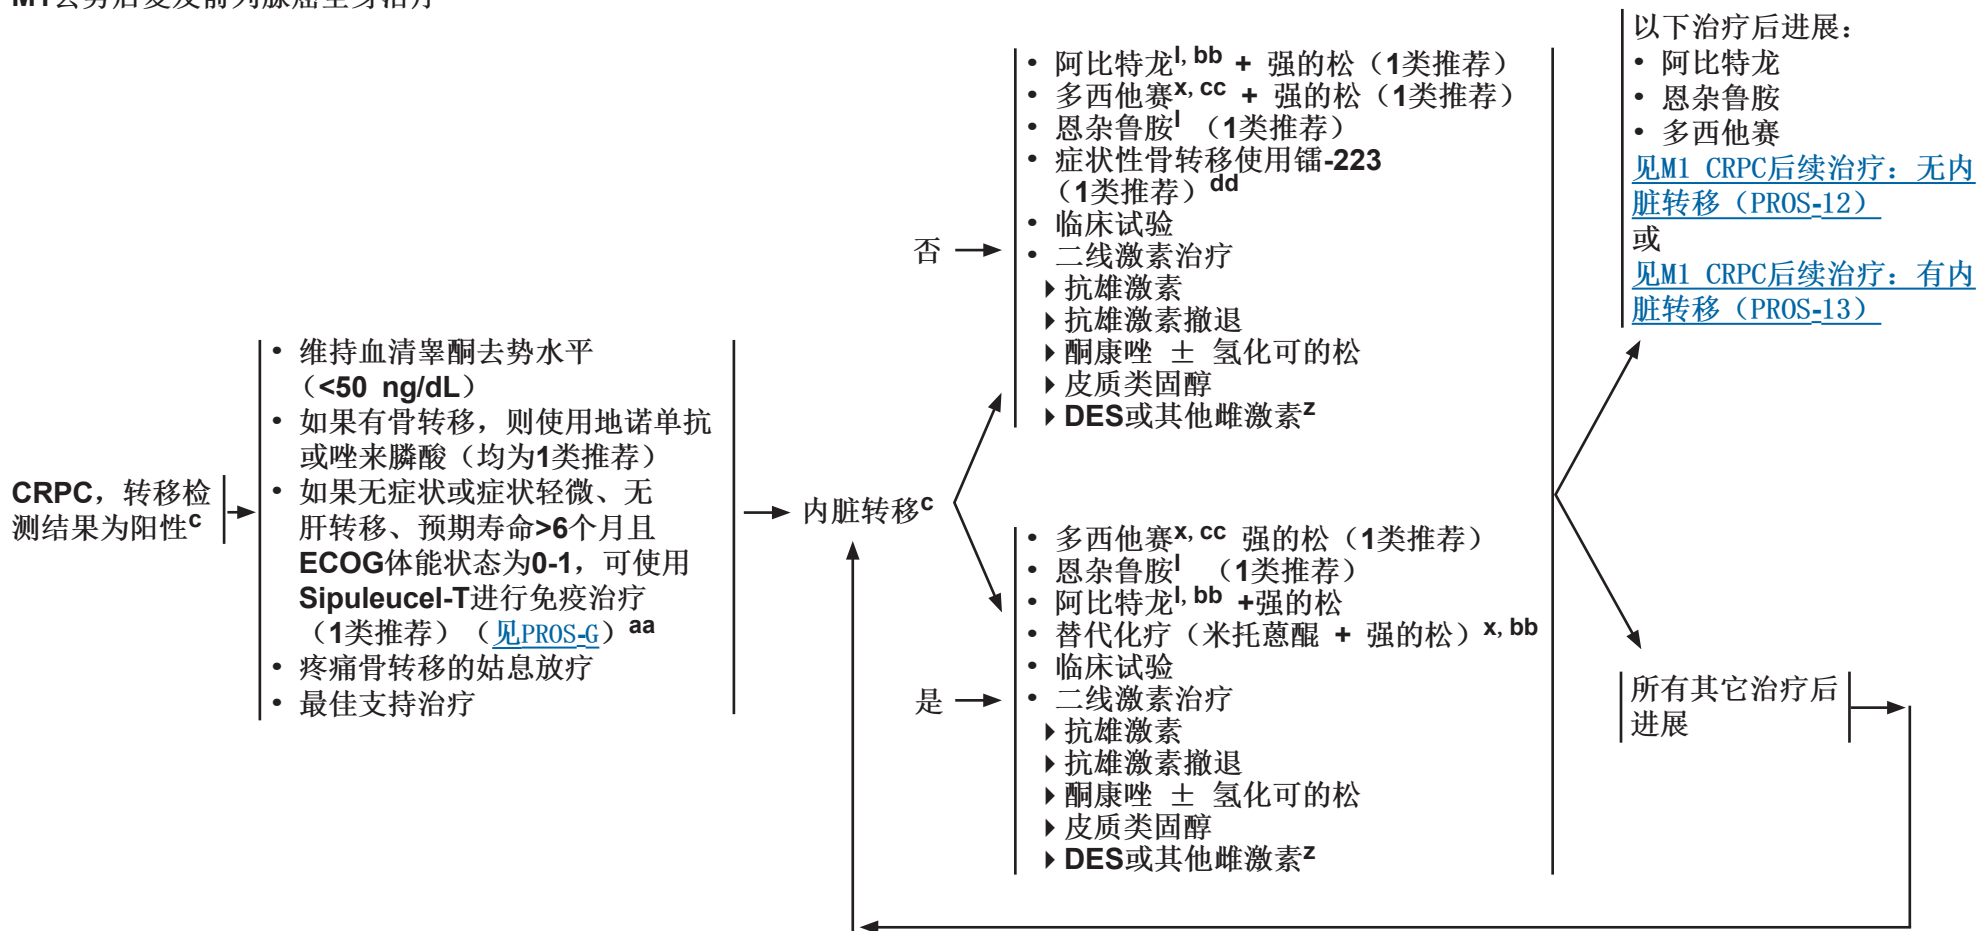 M1去势后复发前列腺癌全身治疗
CRPC，转移检
测结果为阳性c
• 维持血清睾酮去势水平
（<50 ng/dL）
• 如果有骨转移，则使用地诺单抗
或唑来膦酸（均为1类推荐）
• 如果无症状或症状轻微、无
肝转移、预期寿命>6个月且
ECOG体能状态为0-1，可使用
Sipuleucel-T进行免疫治疗
（1类推荐）（见PROS-G）aa
• 疼痛骨转移的姑息放疗
• 最佳支持治疗
内脏转移c
否
• 阿比特龙l, bb + 强的松（1类推荐）
• 多西他赛x, cc + 强的松（1类推荐）
• 恩杂鲁胺l （1类推荐）
• 症状性骨转移使用镭-223
（1类推荐）dd
• 临床试验
• 二线激素治疗
抗雄激素
抗雄激素撤退
酮康唑 ± 氢化可的松
皮质类固醇
DES或其他雌激素z
是
• 多西他赛x, cc 强的松（1类推荐）
• 恩杂鲁胺l （1类推荐）
• 阿比特龙l, bb +强的松
• 替代化疗（米托蒽醌 + 强的松）x, bb
• 临床试验
• 二线激素治疗
抗雄激素
抗雄激素撤退
酮康唑 ± 氢化可的松
皮质类固醇
DES或其他雌激素z
以下治疗后进展：
• 阿比特龙
• 恩杂鲁胺
• 多西他赛
见M1 CRPC后续治疗：无内
脏转移（PROS-12）
或
见M1 CRPC后续治疗：有内
脏转移（PROS-13）
所有其它治疗后
进展